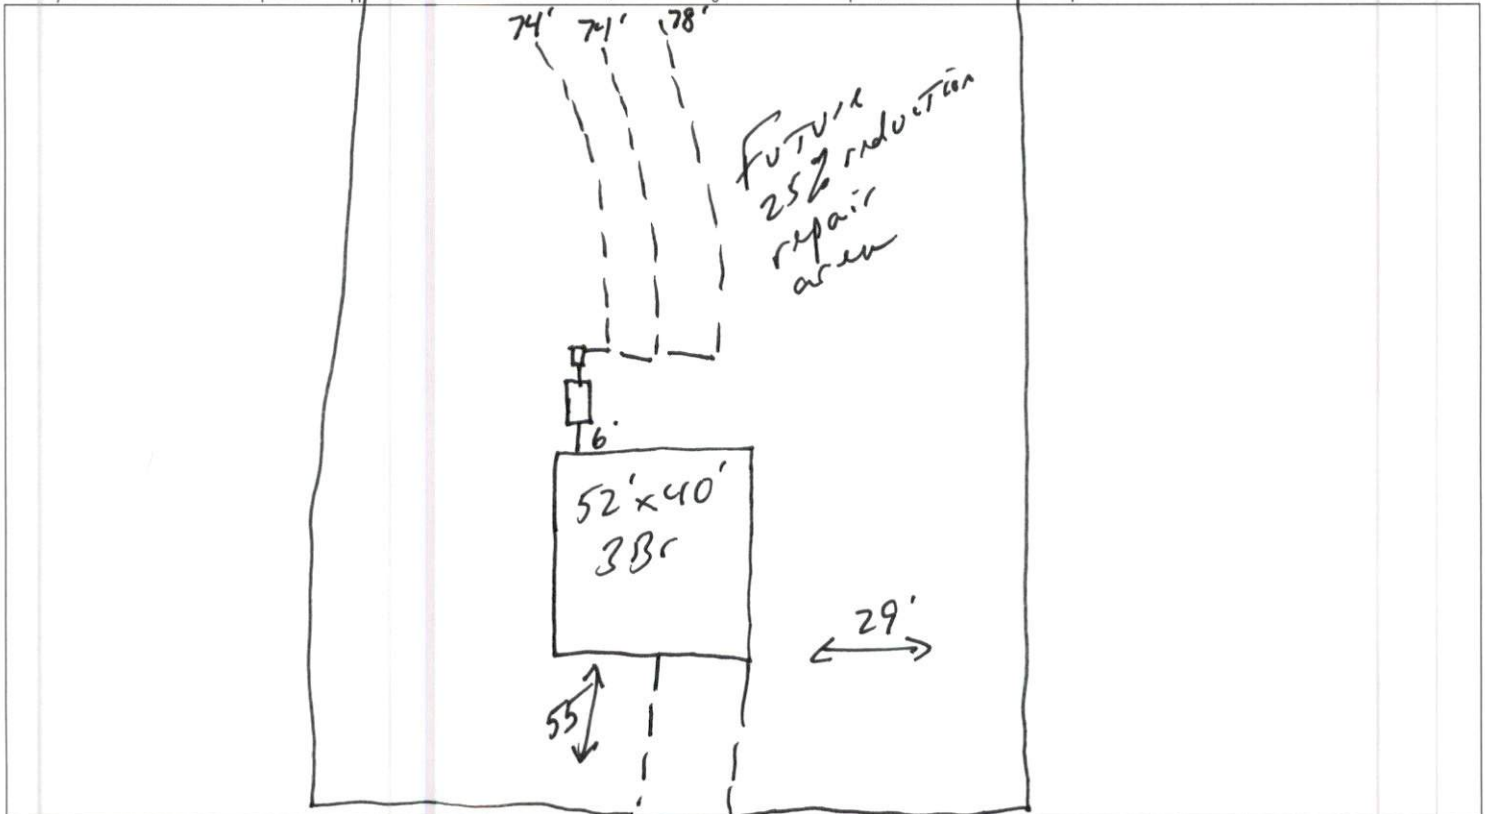 74' 74' 78'
Future
25% reduction
repair
area
6'
52'x40'
3Br
29'
55